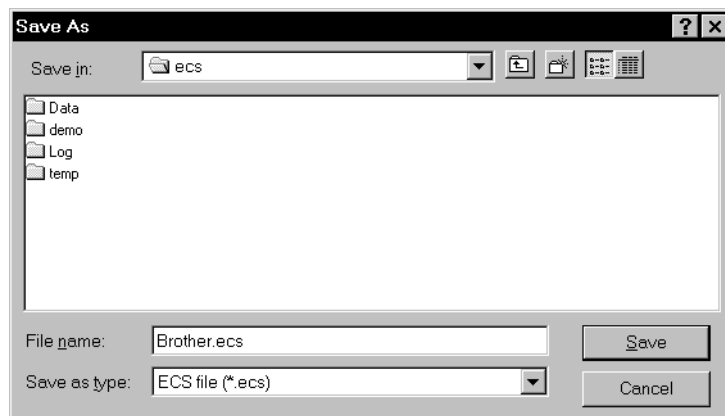 Save As
Save in: ecs
Data
demo
Log
temp
File name: Brother.ecs Save
Save as type: ECS file (*.ecs) Cancel